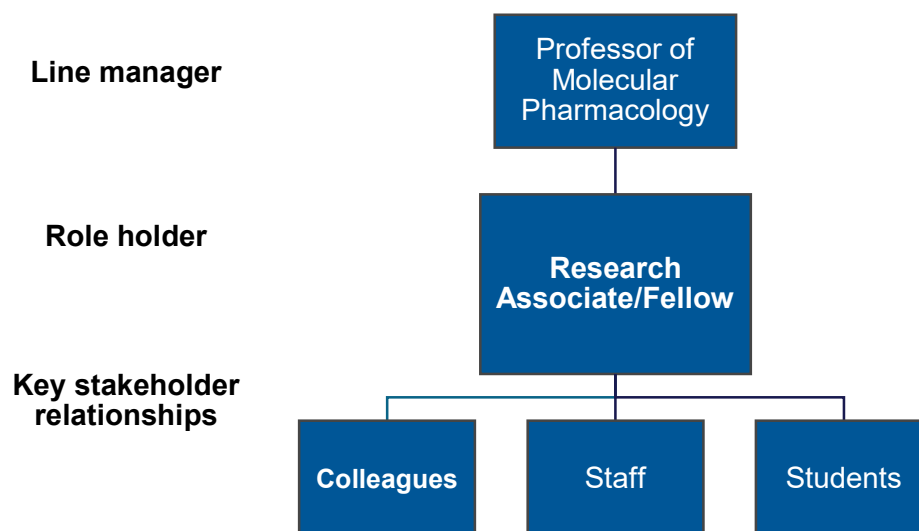 Line manager
Professor of
Molecular
Pharmacology
Role holder
Research
Associate/Fellow
Key stakeholder
relationships
Colleagues
Staff
Students